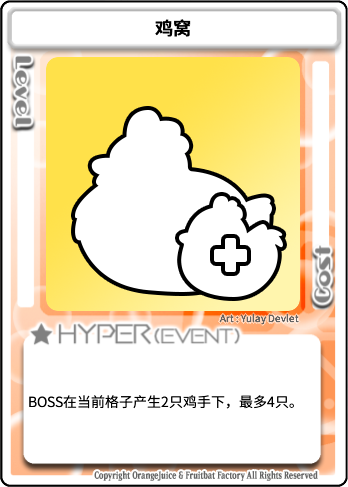 鸡窝
Level
Cost
Art : Yulay Devlet
★HYPER(EVENT)
BOSS在当前格子产生2只鸡手下，最多4只。
Copyright OrangeJuice & Fruitbat Factory All Rights Reserved